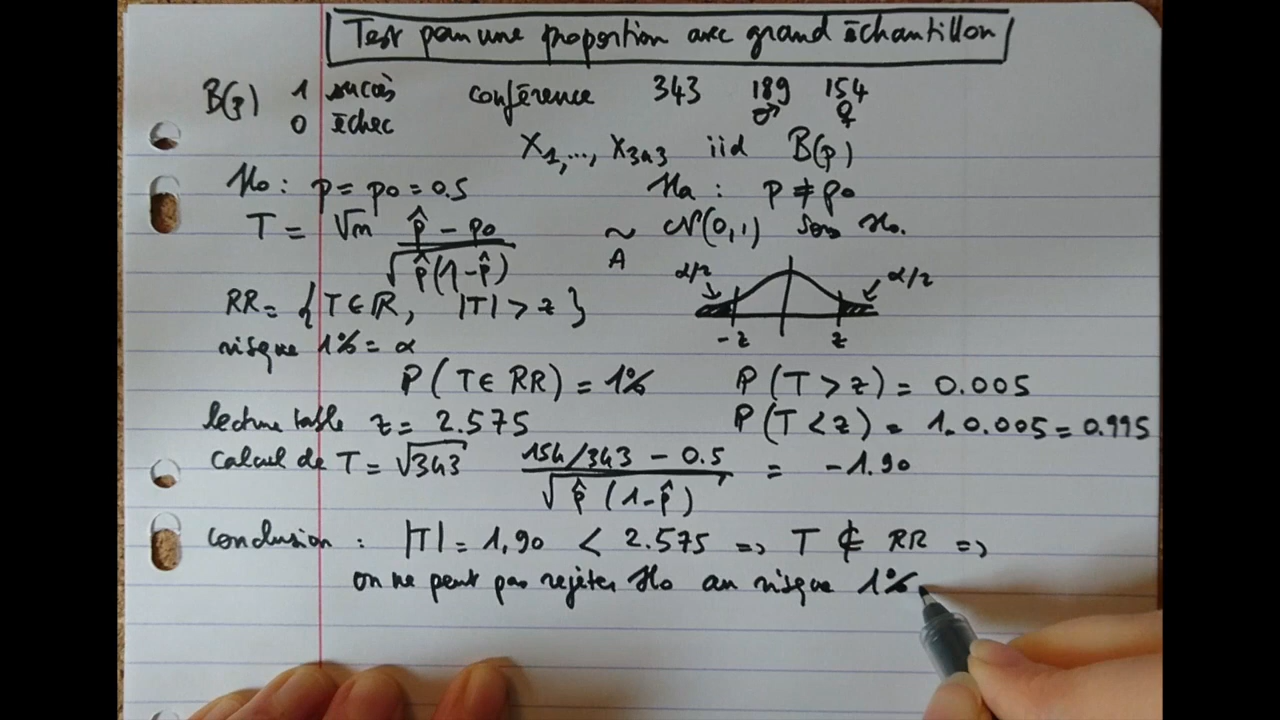 Test pour une proportion avec grand échantillon
B(p) 1 succès conférence 343 189 154
0 échec ♂ ♀
X1,..., X343 iid B(p)
H0 : p = p0 = 0.5 Ha : p ≠ p0
T = √n (p̂ - p0) / √(p̂(1-p̂)) ~A N(0,1) sous H0.
α/2 α/2
RR = { T ∈ ℝ, |T| > z }
-z z
risque 1% = α
P( T ∈ RR) = 1% P(T > z) = 0.005
lecture table z = 2.575 P(T < z) = 1-0.005 = 0.995
calcul de T = √343 (154/343 - 0.5) / √(p̂ (1-p̂)) = -1.90
conclusion : |T| = 1,90 < 2.575 => T ∉ RR =>
on ne peut pas rejeter H0 au risque 1%